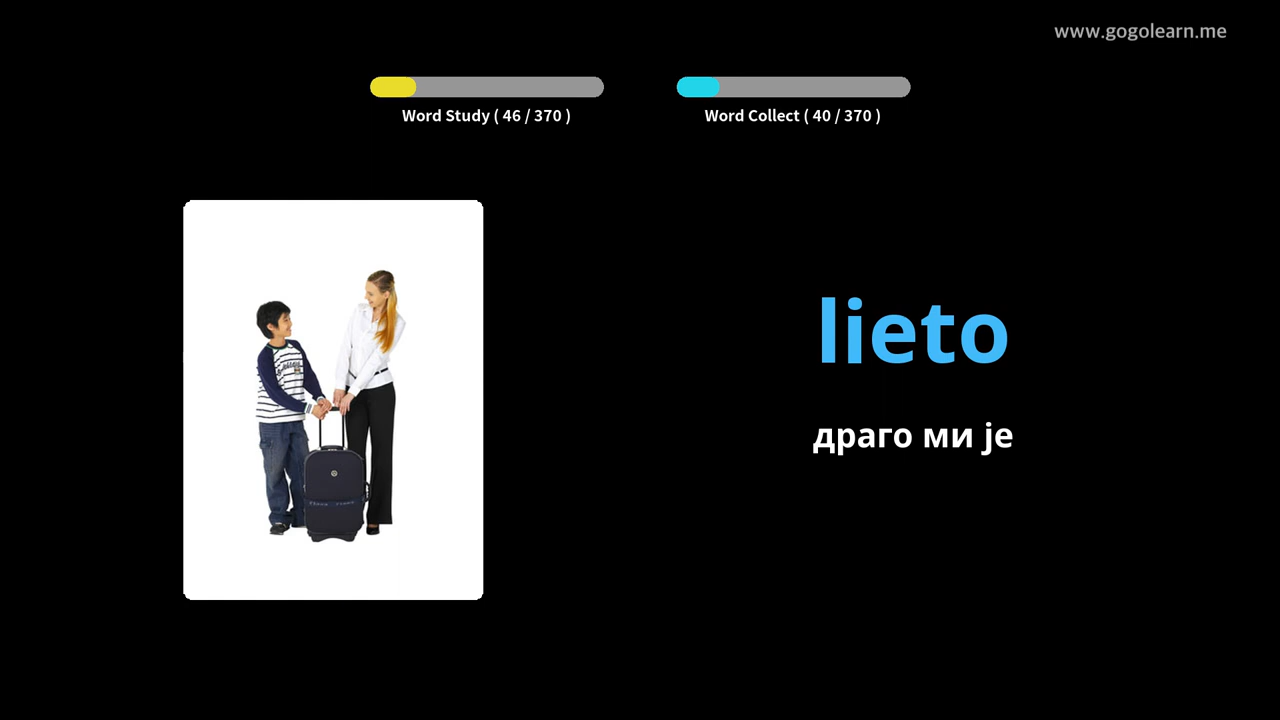 www.gogolearn.me
Word Study ( 46 / 370 )
Word Collect ( 40 / 370 )
lieto
драго ми је